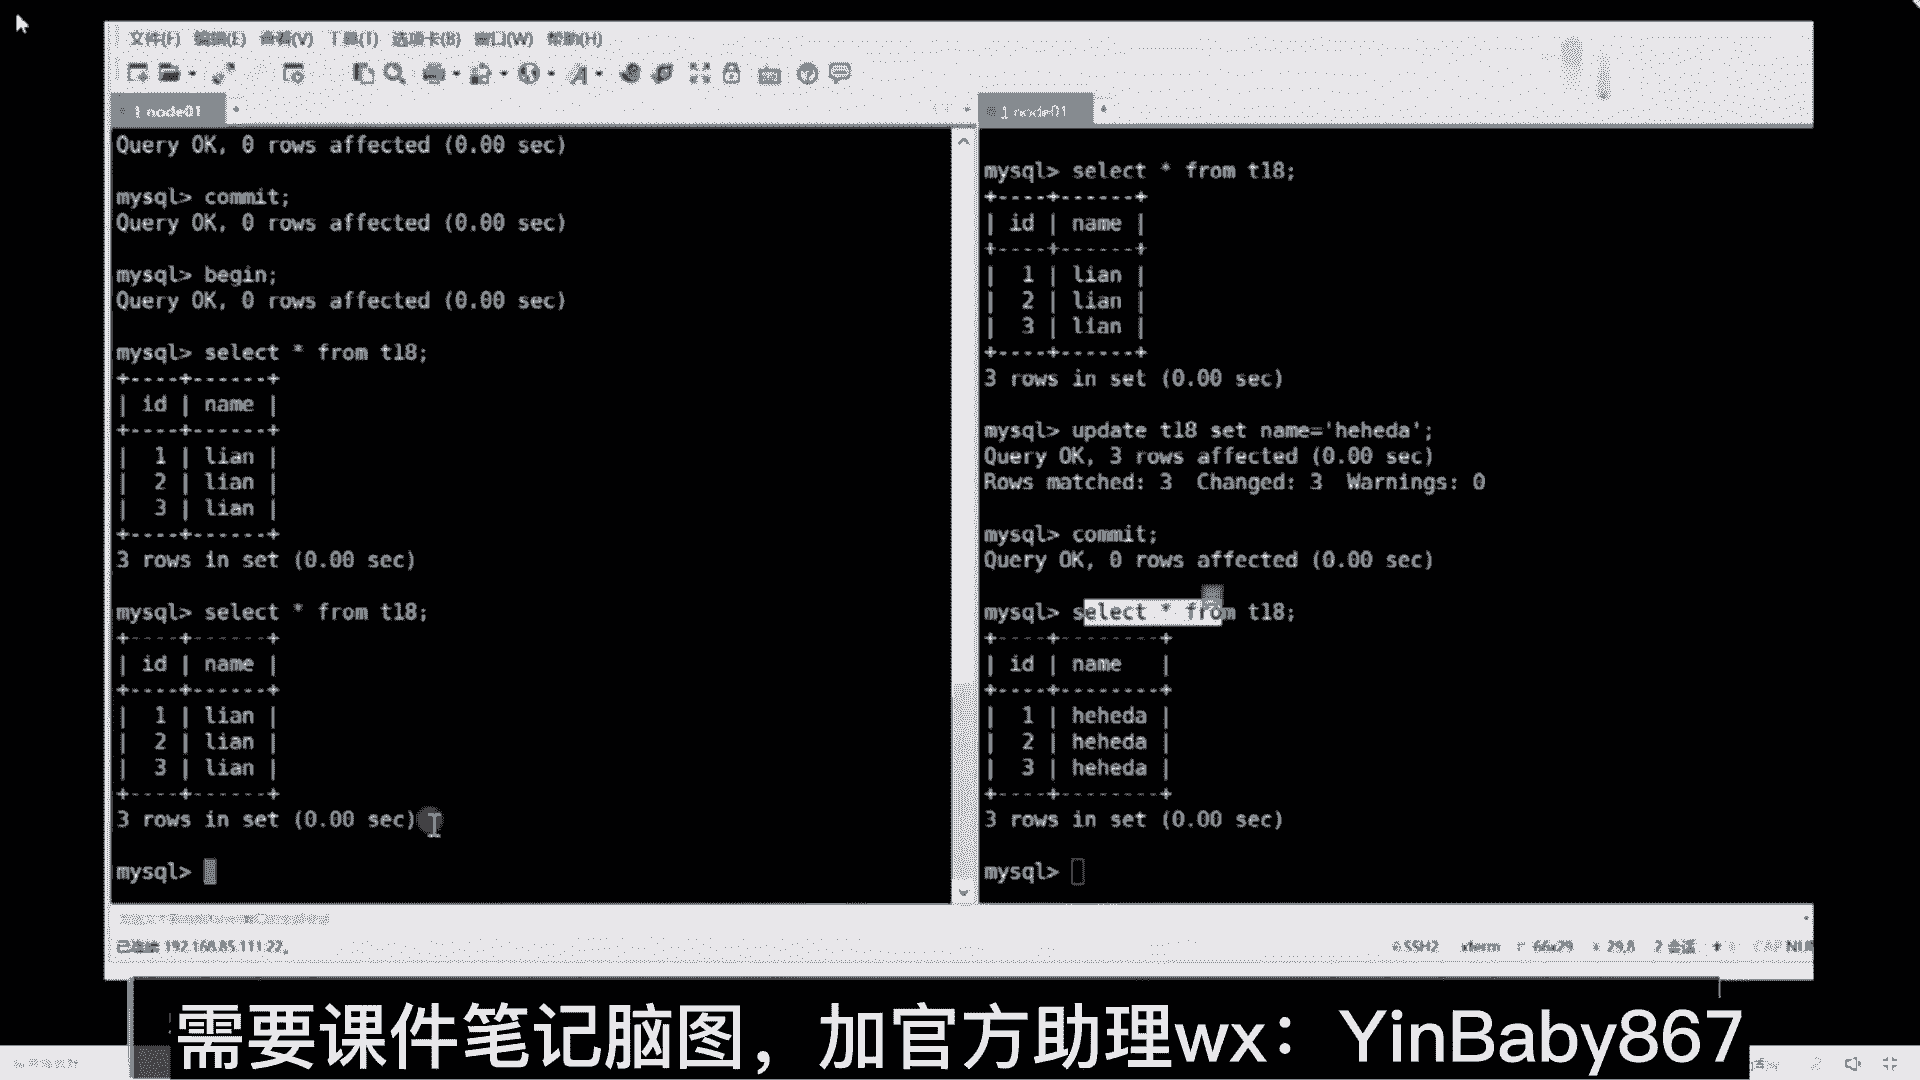 文件(F) 编辑(E) 查看(V) 工具(T) 选项卡(B) 窗口(W) 帮助(H)
1 node01
Query OK, 0 rows affected (0.00 sec)
mysql> commit;
Query OK, 0 rows affected (0.00 sec)
mysql> begin;
Query OK, 0 rows affected (0.00 sec)
mysql> select * from t18;
+----+------+
| id | name |
+----+------+
| 1 | lian |
| 2 | lian |
| 3 | lian |
+----+------+
3 rows in set (0.00 sec)
mysql> select * from t18;
+----+------+
| id | name |
+----+------+
| 1 | lian |
| 2 | lian |
| 3 | lian |
+----+------+
3 rows in set (0.00 sec)
mysql>
1 node01
mysql> select * from t18;
+----+------+
| id | name |
+----+------+
| 1 | lian |
| 2 | lian |
| 3 | lian |
+----+------+
3 rows in set (0.00 sec)
mysql> update t18 set name='heheda';
Query OK, 3 rows affected (0.00 sec)
Rows matched: 3 Changed: 3 Warnings: 0
mysql> commit;
Query OK, 0 rows affected (0.00 sec)
mysql> select * from t18;
+----+--------+
| id | name |
+----+--------+
| 1 | heheda |
| 2 | heheda |
| 3 | heheda |
+----+--------+
3 rows in set (0.00 sec)
mysql>
已连接 192.168.85.111:22。
SSH2 xterm 66x29 29,8 2 会话 CAP NUM
需要课件笔记脑图，加官方助理wx：YinBaby867